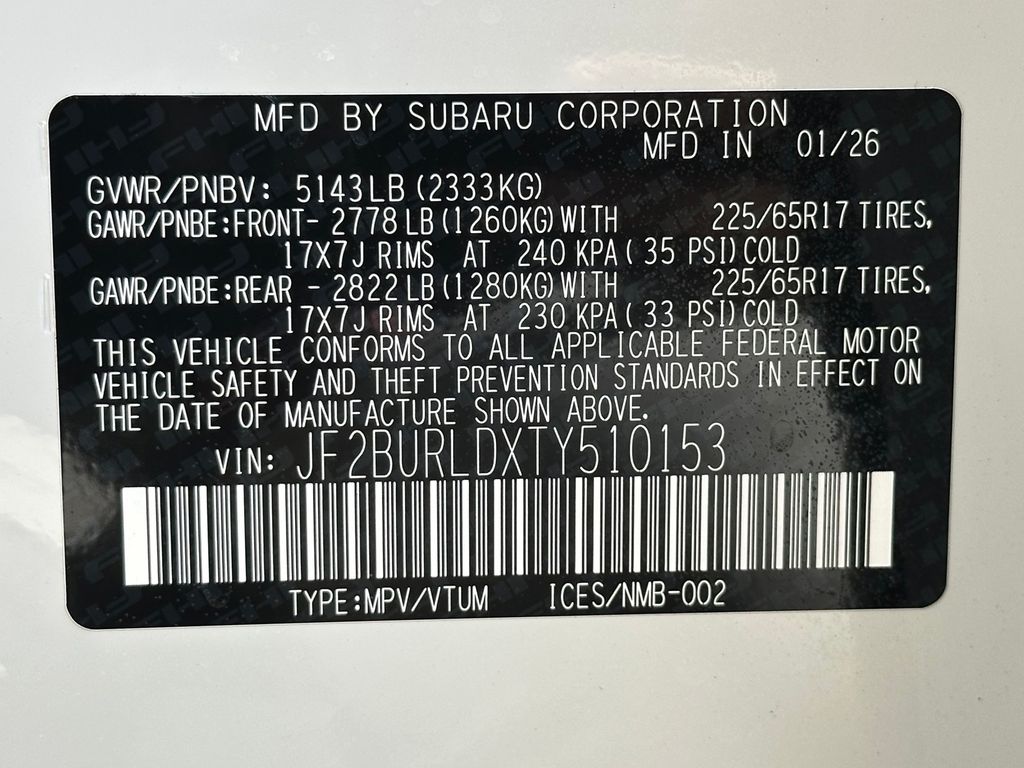 MFD BY SUBARU CORPORATION
MFD IN 01/26
GVWR/PNBV: 5143LB(2333KG)
GAWR/PNBE:FRONT- 2778LB(1260KG)WITH 225/65R17 TIRES,
17X7J RIMS AT 240 KPA( 35 PSI)COLD
GAWR/PNBE:REAR - 2822LB(1280KG)WITH 225/65R17 TIRES,
17X7J RIMS AT 230 KPA( 33 PSI)COLD
THIS VEHICLE CONFORMS TO ALL APPLICABLE FEDERAL MOTOR
VEHICLE SAFETY AND THEFT PREVENTION STANDARDS IN EFFECT ON
THE DATE OF MANUFACTURE SHOWN ABOVE.
VIN: JF2BURLDXTY510153
TYPE:MPV/VTUM ICES/NMB-002